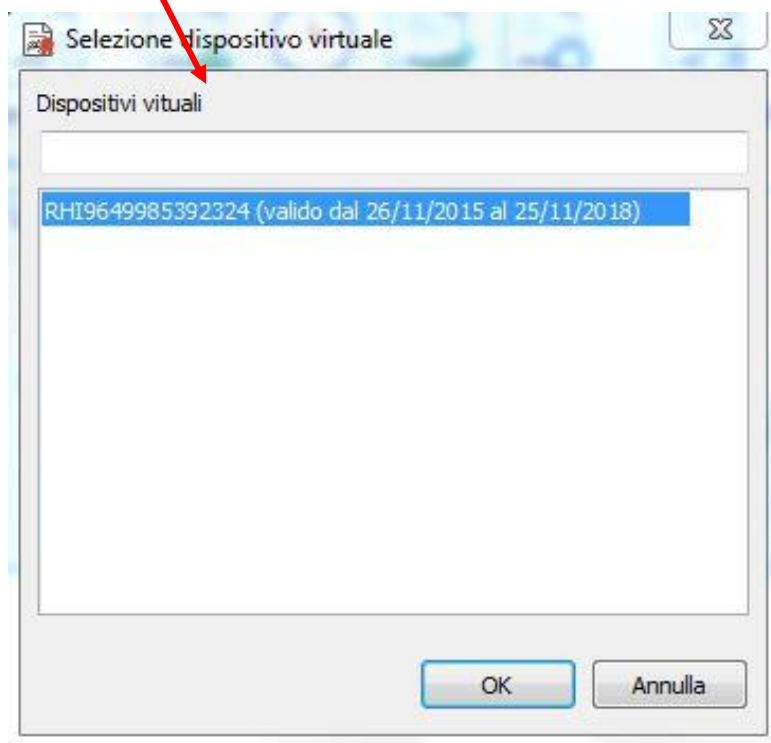 Selezione dispositivo virtuale
Dispositivi vituali
RHI9649985392324 (valido dal 26/11/2015 al 25/11/2018)
OK
Annulla